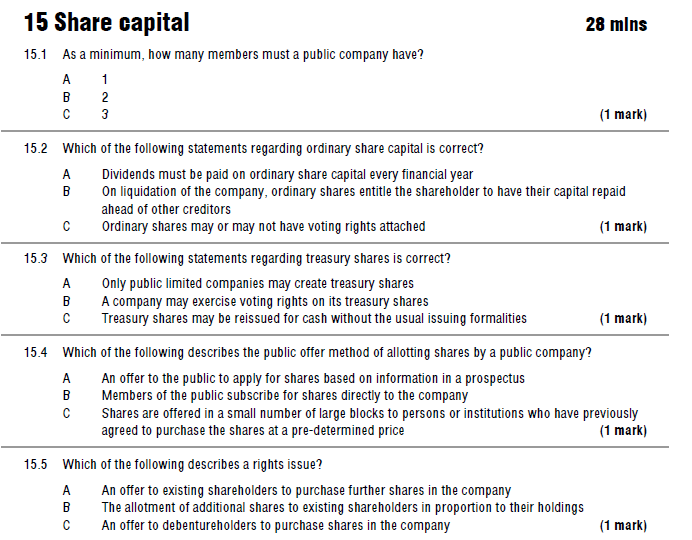 15 Share capital 28 mins
15.1 As a minimum, how many members must a public company have?
A 1
B 2
C 3 (1 mark)
15.2 Which of the following statements regarding ordinary share capital is correct?
A Dividends must be paid on ordinary share capital every financial year
B On liquidation of the company, ordinary shares entitle the shareholder to have their capital repaid
ahead of other creditors
C Ordinary shares may or may not have voting rights attached (1 mark)
15.3 Which of the following statements regarding treasury shares is correct?
A Only public limited companies may create treasury shares
B A company may exercise voting rights on its treasury shares
C Treasury shares may be reissued for cash without the usual issuing formalities (1 mark)
15.4 Which of the following describes the public offer method of allotting shares by a public company?
A An offer to the public to apply for shares based on information in a prospectus
B Members of the public subscribe for shares directly to the company
C Shares are offered in a small number of large blocks to persons or institutions who have previously
agreed to purchase the shares at a pre-determined price (1 mark)
15.5 Which of the following describes a rights issue?
A An offer to existing shareholders to purchase further shares in the company
B The allotment of additional shares to existing shareholders in proportion to their holdings
C An offer to debentureholders to purchase shares in the company (1 mark)